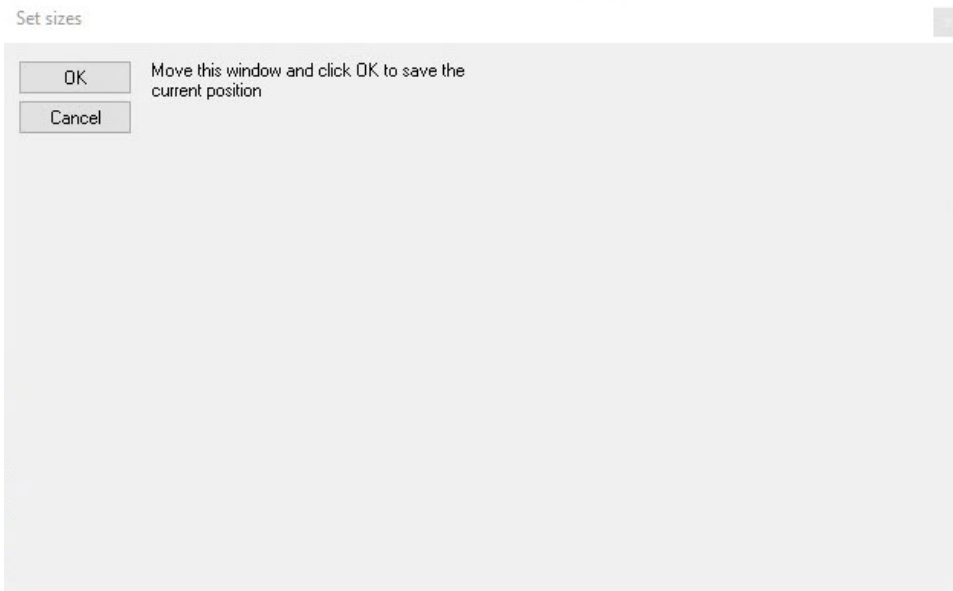 Set sizes
OK
Move this window and click OK to save the
current position
Cancel